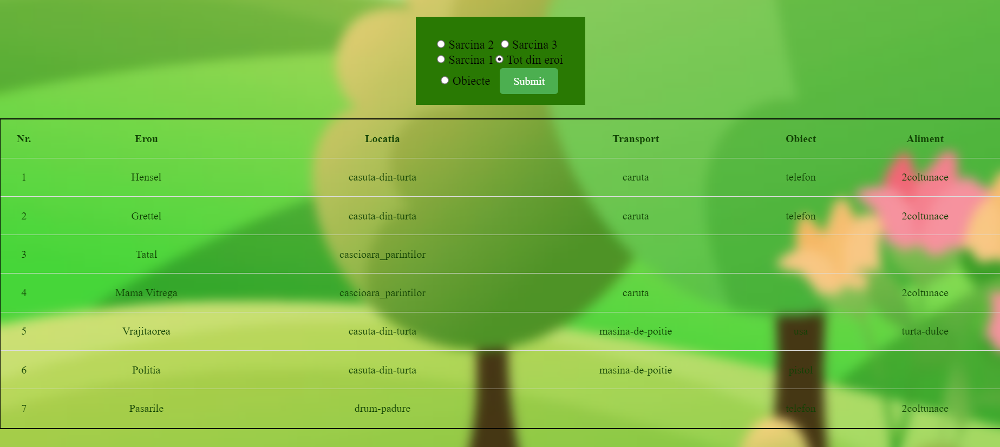 Sarcina 2 Sarcina 3
Sarcina 1 Tot din eroi
Obiecte Submit
Nr. Erou Locatia Transport Obiect Aliment
1 Hensel casuta-din-turta caruta telefon 2coltunace
2 Grettel casuta-din-turta caruta telefon 2coltunace
3 Tatal cascioara_parintilor
4 Mama Vitrega cascioara_parintilor caruta 2coltunace
5 Vrajitaorea casuta-din-turta masina-de-poitie usa turta-dulce
6 Politia casuta-din-turta masina-de-poitie pistol
7 Pasarile drum-padure telefon 2coltunace